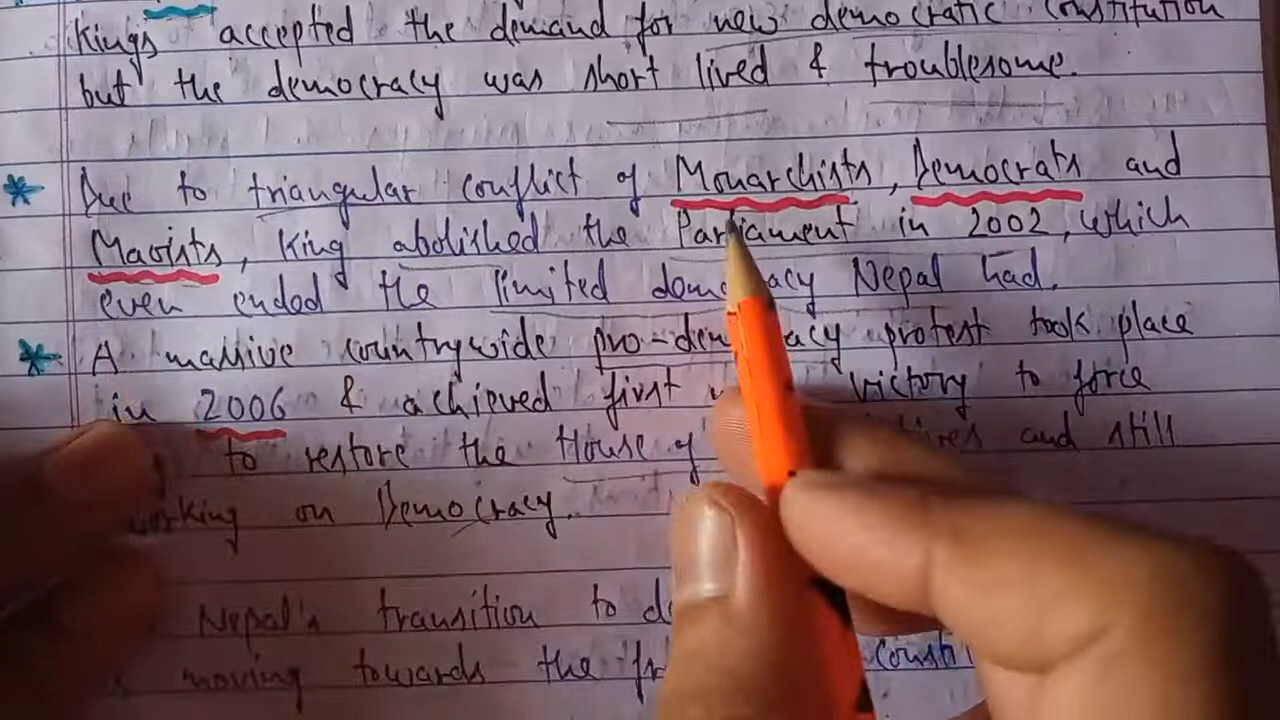 Kings accepted the demand for new democratic Constitution
but the democracy was short lived & troublesome.
* Due to triangular conflict of Monarchists, Democrats and
Maoists, King abolished the Parliament in 2002, which
even ended the limited democracy Nepal had.
* A massive countrywide pro-democracy protest took place
in 2006 & achieved first victory to force
to restore the House of and still
working on Democracy.
Nepal's transition to
moving towards the